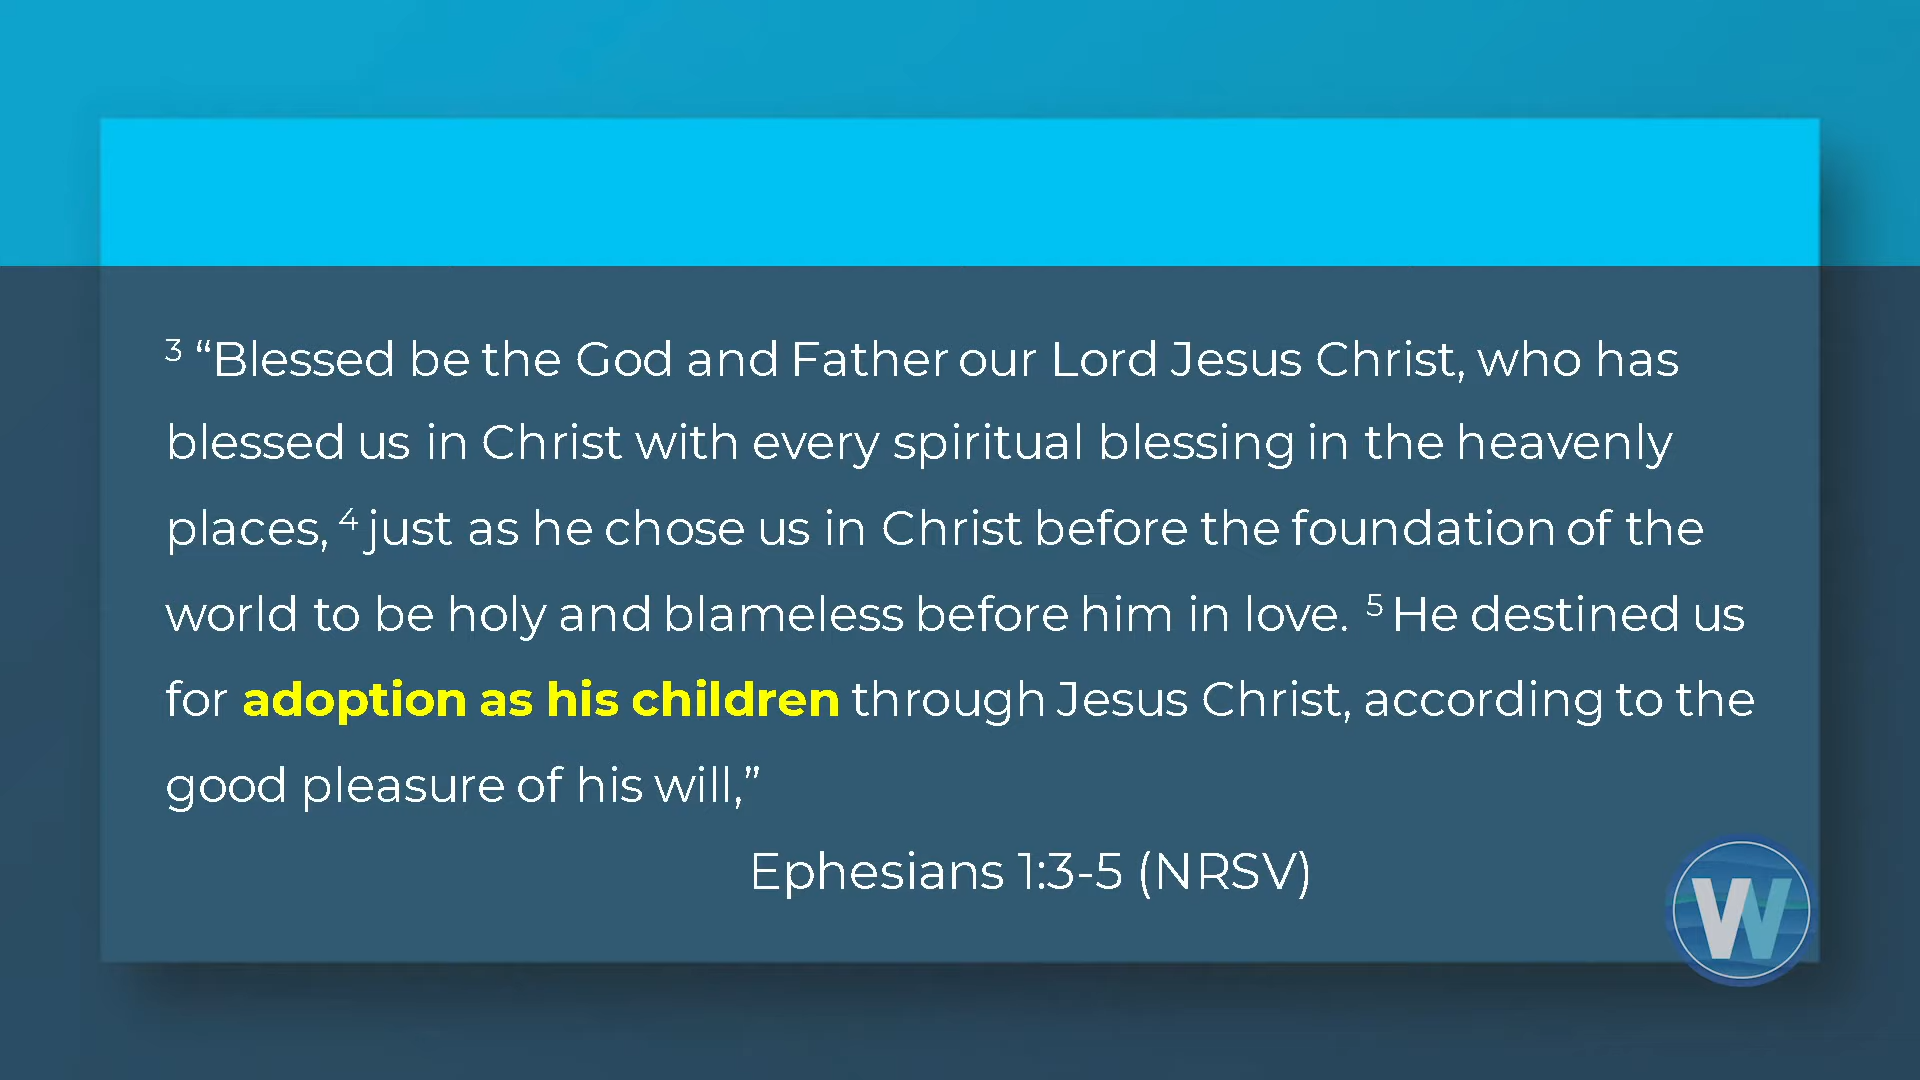 3 “Blessed be the God and Father our Lord Jesus Christ, who has
blessed us in Christ with every spiritual blessing in the heavenly
places, 4 just as he chose us in Christ before the foundation of the
world to be holy and blameless before him in love. 5 He destined us
for adoption as his children through Jesus Christ, according to the
good pleasure of his will,”
Ephesians 1:3-5 (NRSV)
W